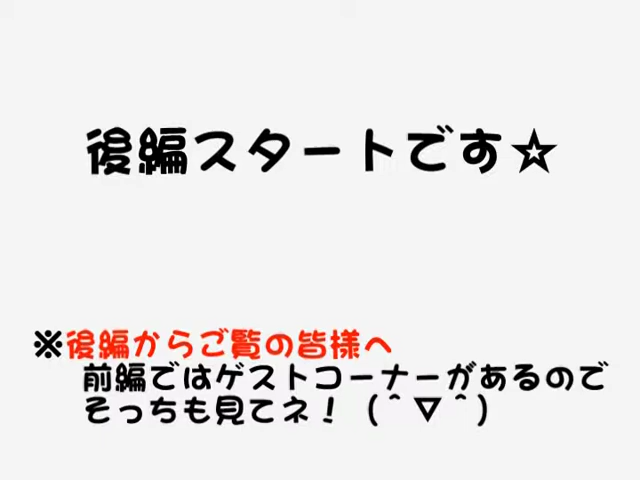 後編スタートです☆
※後編からご覧の皆様へ
前編ではゲストコーナーがあるので
そっちも見てネ！（＾▽＾）